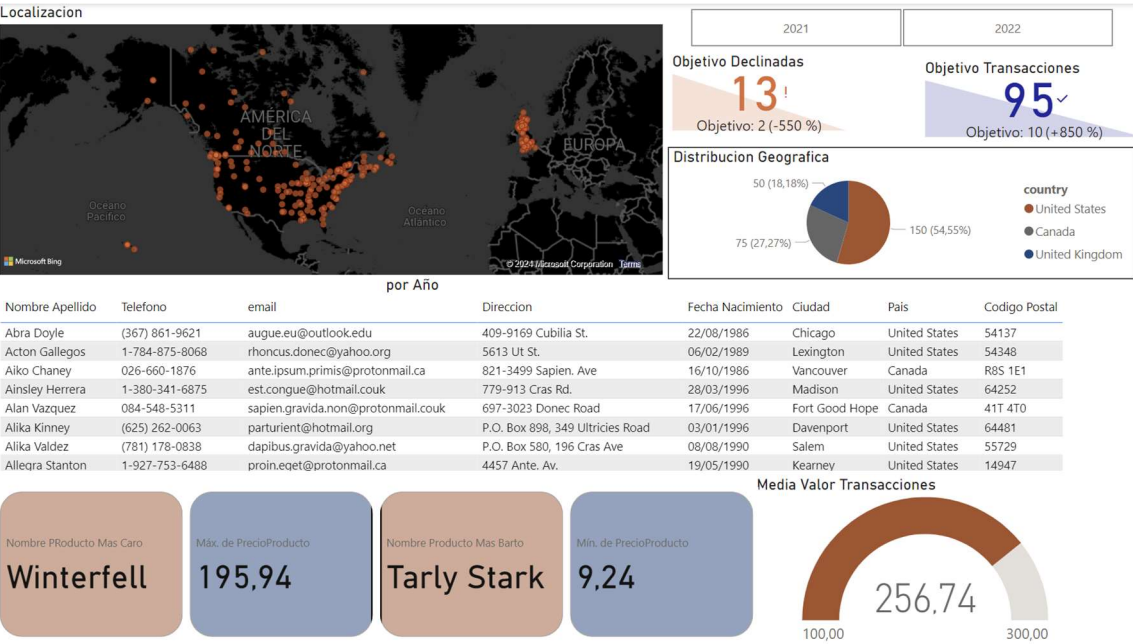 Localizacion
AMÉRICA
DEL
NORTE
EUROPA
Océano
Pacífico
Océano
Atlántico
Microsoft Bing
© 2024 Microsoft Corporation Terms
2021
2022
Objetivo Declinadas
13!
Objetivo: 2 (-550 %)
Objetivo Transacciones
95✓
Objetivo: 10 (+850 %)
Distribucion Geografica
50 (18,18%)
75 (27,27%)
150 (54,55%)
country
United States
Canada
United Kingdom
por Año
Nombre Apellido Telefono email Direccion Fecha Nacimiento Ciudad Pais Codigo Postal
Abra Doyle (367) 861-9621 augue.eu@outlook.edu 409-9169 Cubilia St. 22/08/1986 Chicago United States 54137
Acton Gallegos 1-784-875-8068 rhoncus.donec@yahoo.org 5613 Ut St. 06/02/1989 Lexington United States 54348
Aiko Chaney 026-660-1876 ante.ipsum.primis@protonmail.ca 821-3499 Sapien. Ave 16/10/1986 Vancouver Canada R8S 1E1
Ainsley Herrera 1-380-341-6875 est.congue@hotmail.couk 779-913 Cras Rd. 28/03/1996 Madison United States 64252
Alan Vazquez 084-548-5311 sapien.gravida.non@protonmail.couk 697-3023 Donec Road 17/06/1996 Fort Good Hope Canada 41T 4T0
Alika Kinney (625) 262-0063 parturient@hotmail.org P.O. Box 898, 349 Ultricies Road 03/01/1996 Davenport United States 64481
Alika Valdez (781) 178-0838 dapibus.gravida@yahoo.net P.O. Box 580, 196 Cras Ave 08/08/1990 Salem United States 55729
Allegra Stanton 1-927-753-6488 proin.eget@protonmail.ca 4457 Ante. Av. 19/05/1990 Kearney United States 14947
Nombre PRoducto Mas Caro
Winterfell
Máx. de PrecioProducto
195,94
Nombre Producto Mas Barto
Tarly Stark
Mín. de PrecioProducto
9,24
Media Valor Transacciones
256,74
100,00
300,00